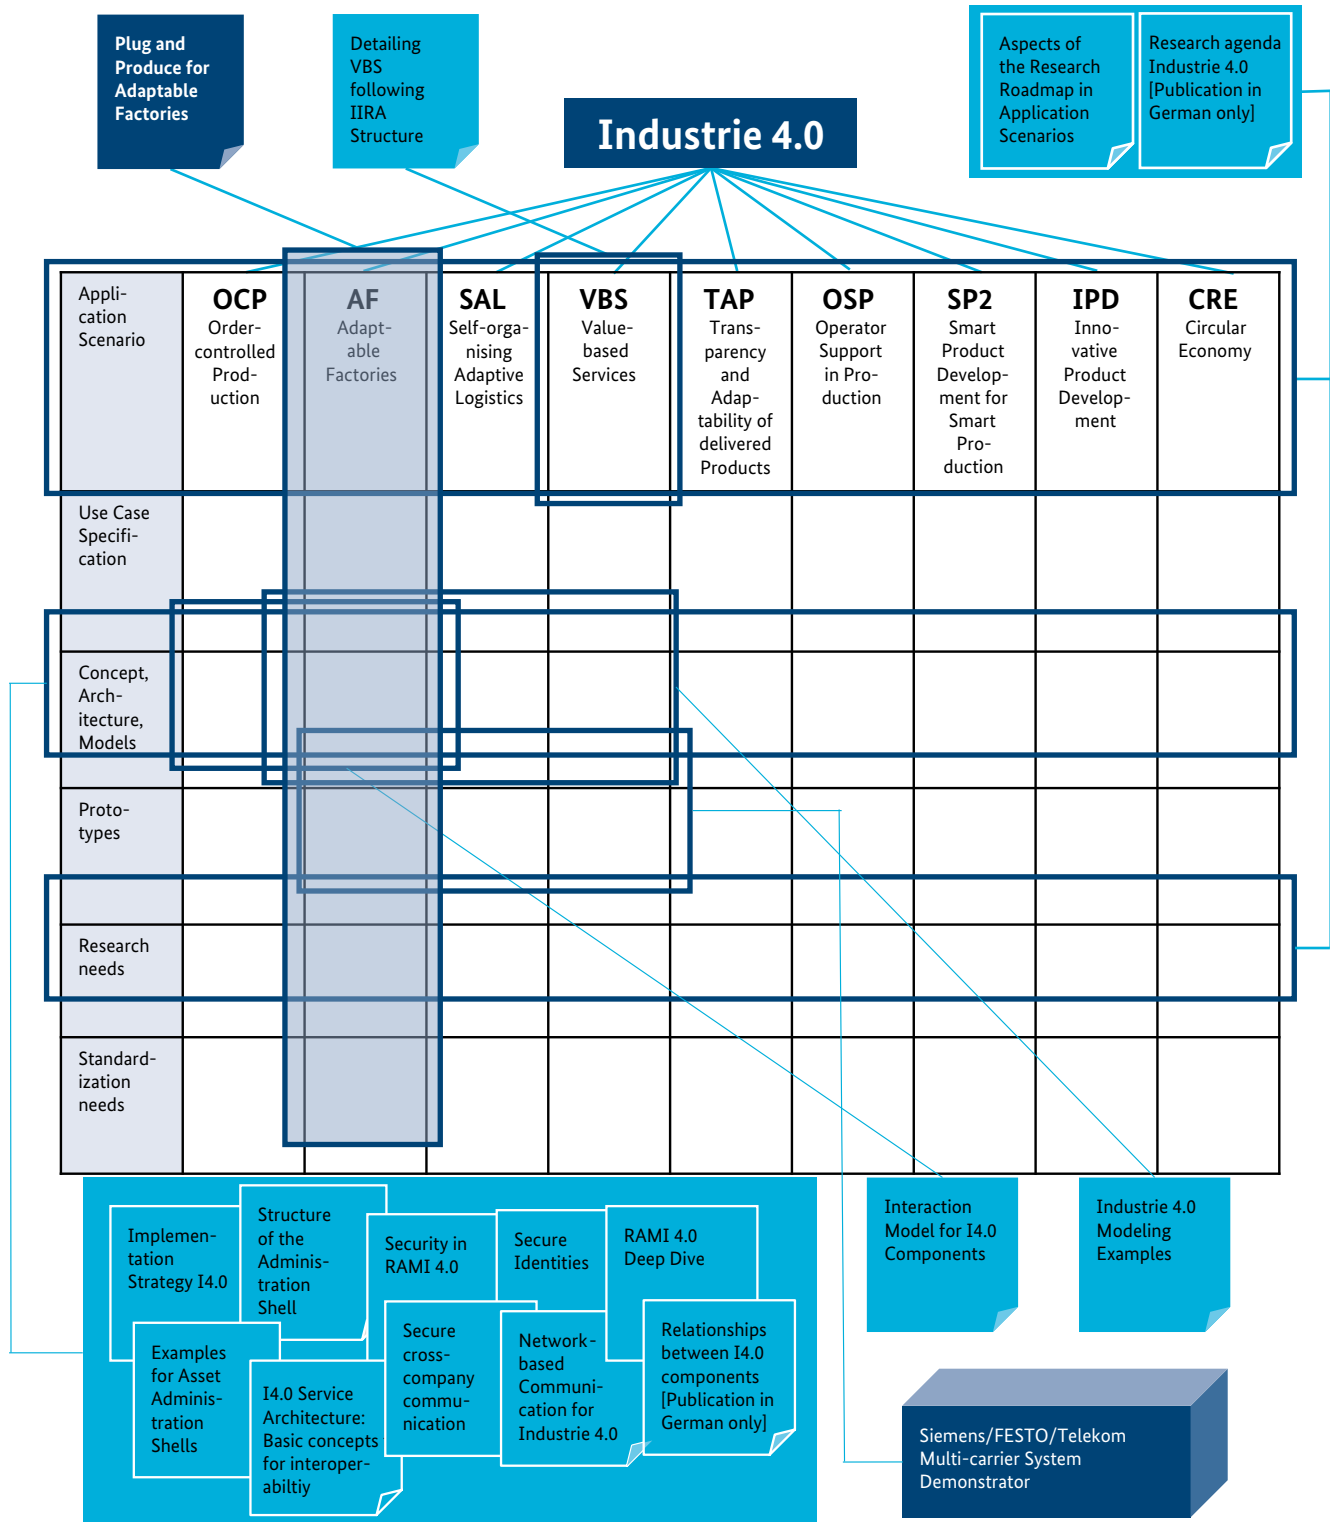 Plug and
Produce for
Adaptable
Factories
Detailing
VBS
following
IIRA
Structure
Industrie 4.0
Aspects of
the Research
Roadmap in
Application
Scenarios
Research agenda
Industrie 4.0
[Publication in
German only]
Appli-
cation
Scenario
OCP
Order-
controlled
Prod-
uction
AF
Adapt-
able
Factories
SAL
Self-orga-
nising
Adaptive
Logistics
VBS
Value-
based
Services
TAP
Trans-
parency
and
Adap-
tability of
delivered
Products
OSP
Operator
Support
in Pro-
duction
SP2
Smart
Product
Develop-
ment for
Smart
Pro-
duction
IPD
Inno-
vative
Product
Develop-
ment
CRE
Circular
Economy
Use Case
Specifi-
cation
Concept,
Arch-
itecture,
Models
Proto-
types
Research
needs
Standard-
ization
needs
Implemen-
tation
Strategy I4.0
Structure
of the
Adminis-
tration
Shell
Security in
RAMI 4.0
Secure
Identities
RAMI 4.0
Deep Dive
Examples
for Asset
Adminis-
tration
Shells
I4.0 Service
Architecture:
Basic concepts
for interoper-
abiltiy
Secure
cross-
company
commu-
nication
Network-
based
Communi-
cation for
Industrie 4.0
Relationships
between I4.0
components
[Publication in
German only]
Interaction
Model for I4.0
Components
Industrie 4.0
Modeling
Examples
Siemens/FESTO/Telekom
Multi-carrier System
Demonstrator